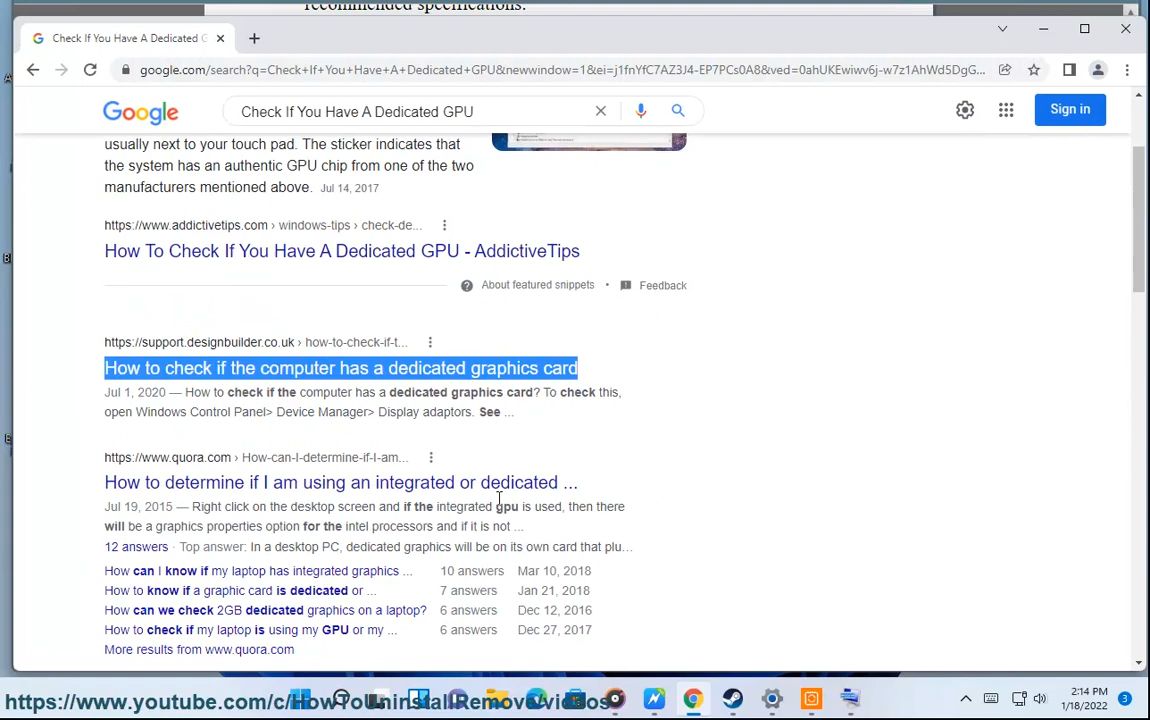 recommended specifications.
Check If You Have A Dedicated G
google.com/search?q=Check+If+You+Have+A+Dedicated+GPU&newwindow=1&ei=j1fnYfC7AZ3J4-EP7PCs0A8&ved=0ahUKEwiwv6j-w7z1AhWd5DgG...
Google
Check If You Have A Dedicated GPU
Sign in
usually next to your touch pad. The sticker indicates that
the system has an authentic GPU chip from one of the two
manufacturers mentioned above. Jul 14, 2017
https://www.addictivetips.com › windows-tips › check-de...
How To Check If You Have A Dedicated GPU - AddictiveTips
About featured snippets • Feedback
https://support.designbuilder.co.uk › how-to-check-if-t...
How to check if the computer has a dedicated graphics card
Jul 1, 2020 — How to check if the computer has a dedicated graphics card? To check this,
open Windows Control Panel> Device Manager> Display adaptors. See ...
https://www.quora.com › How-can-I-determine-if-I-am...
How to determine if I am using an integrated or dedicated ...
Jul 19, 2015 — Right click on the desktop screen and if the integrated gpu is used, then there
will be a graphics properties option for the intel processors and if it is not ...
12 answers · Top answer: In a desktop PC, dedicated graphics will be on its own card that plu...
How can I know if my laptop has integrated graphics ... 10 answers Mar 10, 2018
How to know if a graphic card is dedicated or ... 7 answers Jan 21, 2018
How can we check 2GB dedicated graphics on a laptop? 6 answers Dec 12, 2016
How to check if my laptop is using my GPU or my ... 6 answers Dec 27, 2017
More results from www.quora.com
https://www.youtube.com/c/HowToUninstallRemove/videos
2:14 PM
1/18/2022
3